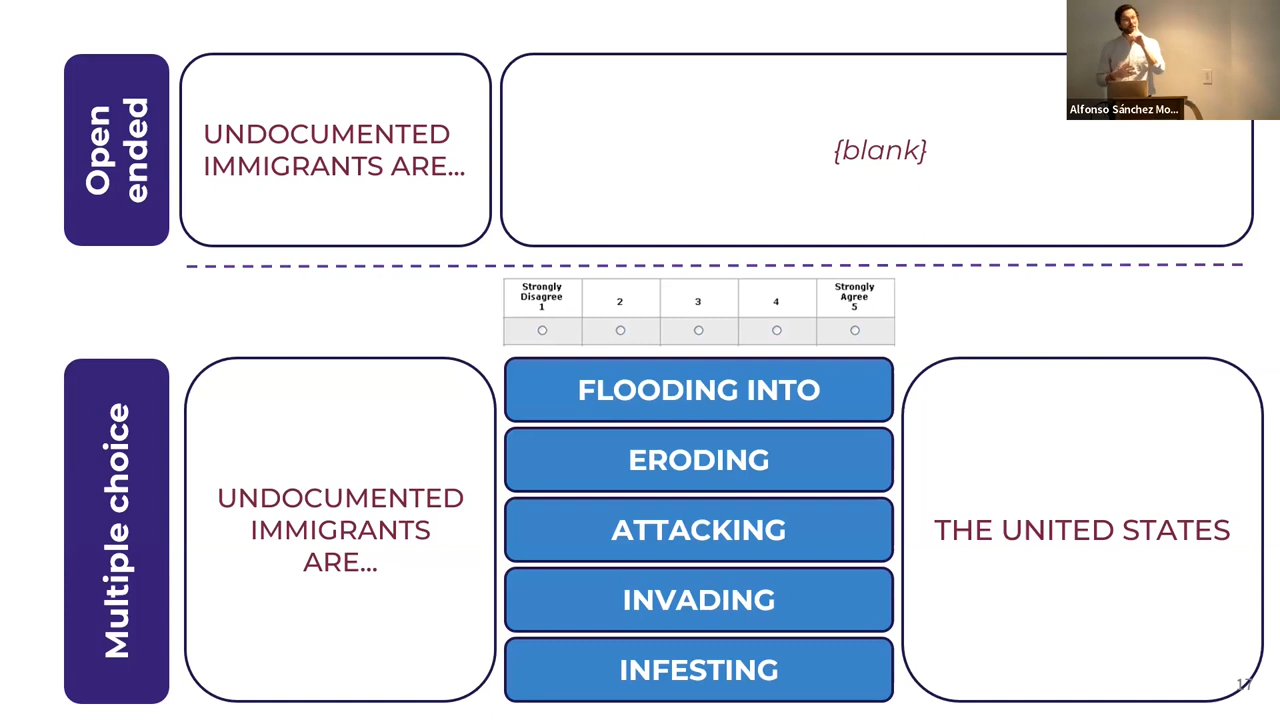 Open
ended
UNDOCUMENTED
IMMIGRANTS ARE...
{blank}
Alfonso Sánchez Mo...
Strongly
Disagree
1
2
3
4
Strongly
Agree
5
Multiple choice
UNDOCUMENTED
IMMIGRANTS
ARE...
FLOODING INTO
ERODING
ATTACKING
INVADING
INFESTING
THE UNITED STATES
17